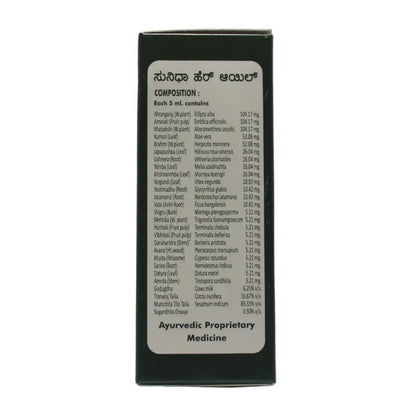 ಸುನಿಧಾ ಹೆರ್ ಆಯಿಲ್
COMPOSITION :
Each 5 ml. contains
Bhrangaraj (W.plant) Eclipta alba 104.17 mg.
Amalaki (Fruit pulp) Emblica officinalis 104.17 mg.
Matsakshi (W.plant) Alternanthera sessilis 104.17 mg.
Kumari (Leaf) Aloe vera 52.08 mg.
Brahmi (W.plant) Herpestis monniera 52.08 mg.
Japapushpa (Leaf) Hibiscus rosa-sinensis 26.04 mg.
Usheera (Root) Vetiveria zizanioides 26.04 mg.
Nimba (Leaf) Melia azadirachta 26.04 mg.
Krishnanimba (Leaf) Murraya koenigii 26.04 mg.
Nirgundi (Leaf) Vitex negundo 20.83 mg.
Yestimadhu (Root) Glycyrrhiza glabra 10.42 mg.
Jatamansi (Root) Nardostachys jatamansi 10.42 mg.
Vata (Ariel Root) Ficus bengalensis 10.42 mg.
Shigru (Bark) Moringa pterygosperma 5.21 mg.
Methika (W. plant) Trigonella foenumgraecum 5.21 mg.
Haritaki (Fruit pulp) Terminalia chebula 5.21 mg.
Vibhitaki (Fruit pulp) Terminalia bellerica 5.21 mg.
Daruharidra (Stem) Berberis aristata 5.21 mg.
Asana (Ht.wood) Pterocarpus marsupium 5.21 mg.
Musta (Rhizome) Cyperus rotundus 5.21 mg.
Sariva (Root) Hemidesmus indicus 5.21 mg.
Datura (Leaf) Datura metel 5.21 mg.
Amrita (Stem) Tinospora cordifolia 5.21 mg.
Godugdha Cows milk 6.25% v/v.
Cocos nucifera 16.67% v/v.
Murschita Tila Taila Sesamum indicum 83.33% v/v.
Sugandhita Dravya 0.50% v/v.
Ayurvedic Proprietary
Medicine